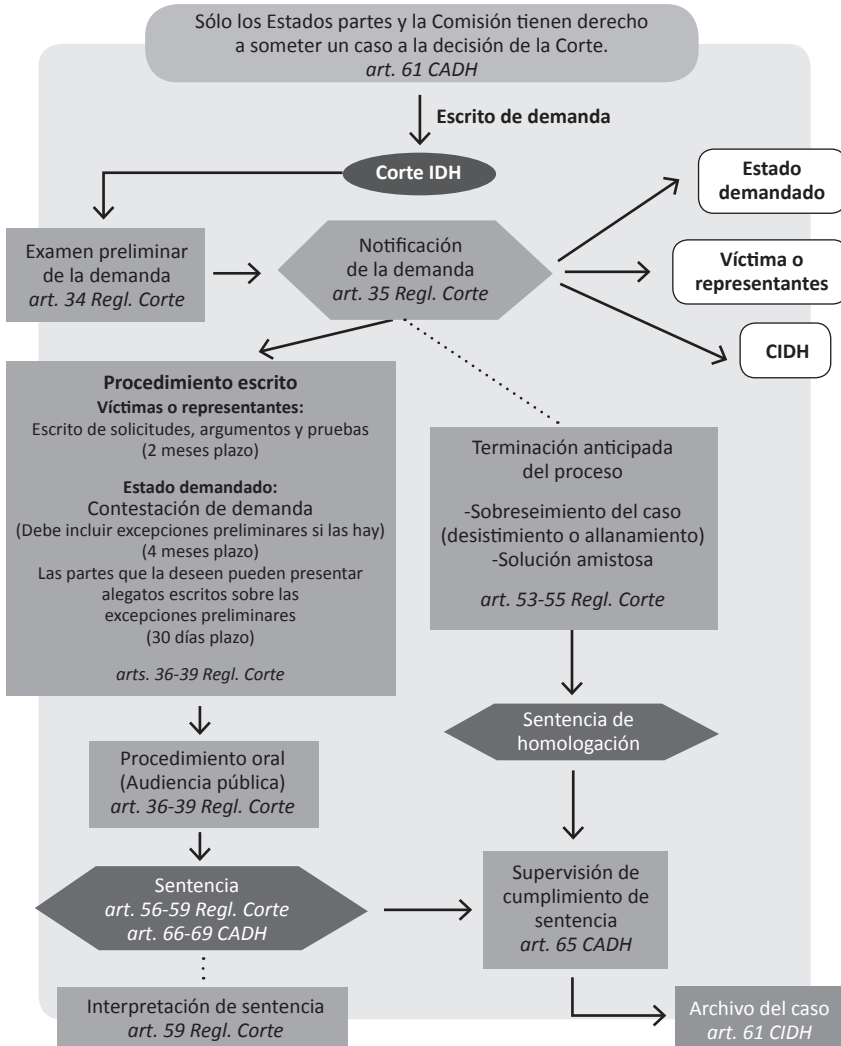 Sólo los Estados partes y la Comisión tienen derecho
a someter un caso a la decisión de la Corte.
art. 61 CADH
Escrito de demanda
Corte IDH
Estado
demandado
Examen preliminar
de la demanda
art. 34 Regl. Corte
Notificación
de la demanda
art. 35 Regl. Corte
Víctima o
representantes
CIDH
Procedimiento escrito
Víctimas o representantes:
Escrito de solicitudes, argumentos y pruebas
(2 meses plazo)
Estado demandado:
Contestación de demanda
(Debe incluir excepciones preliminares si las hay)
(4 meses plazo)
Las partes que la deseen pueden presentar
alegatos escritos sobre las
excepciones preliminares
(30 días plazo)
arts. 36-39 Regl. Corte
Terminación anticipada
del proceso
-Sobreseimiento del caso
(desistimiento o allanamiento)
-Solución amistosa
art. 53-55 Regl. Corte
Sentencia de
homologación
Procedimiento oral
(Audiencia pública)
art. 36-39 Regl. Corte
Sentencia
art. 56-59 Regl. Corte
art. 66-69 CADH
Supervisión de
cumplimiento de
sentencia
art. 65 CADH
Interpretación de sentencia
art. 59 Regl. Corte
Archivo del caso
art. 61 CIDH